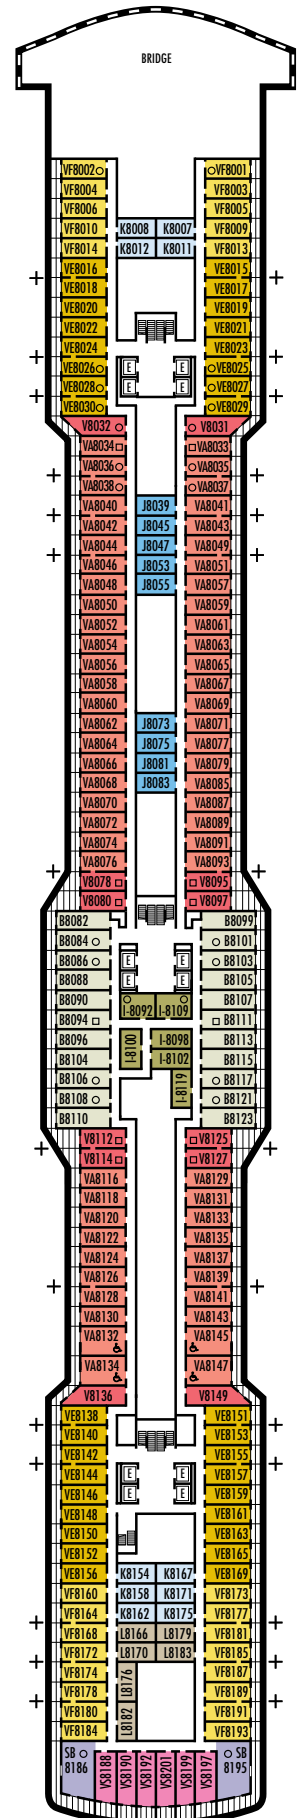 BRIDGE
VF8002 VF8001
VF8004 VF8003
VF8006 VF8005
VF8010 K8008 K8007 VF8009
VF8014 K8012 K8011 VF8013
VE8016 VE8015
VE8018 VE8017
VE8020 VE8019
VE8022 VE8021
VE8024 VE8023
VE8026 E E VE8025
VE8028 E E VE8027
VE8030 VE8029
V8032 V8031
VA8034 VA8033
VA8036 VA8035
VA8038 VA8037
VA8040 J8039 VA8041
VA8042 J8045 VA8043
VA8044 J8047 VA8049
VA8046 J8053 VA8051
VA8048 J8055 VA8057
VA8050 VA8059
VA8052 VA8061
VA8054 VA8063
VA8056 VA8065
VA8058 VA8067
VA8060 VA8069
VA8062 J8073 VA8071
VA8064 J8075 VA8077
VA8066 J8081 VA8079
VA8068 J8083 VA8085
VA8070 VA8087
VA8072 VA8089
VA8074 VA8091
VA8076 VA8093
V8078 V8095
V8080 V8097
B8082 B8099
B8084 B8101
B8086 E E B8103
B8088 E E B8105
B8090 I-8092 I-8109 B8107
B8094 B8111
B8096 I-8100 I-8098 B8113
B8104 I-8102 B8115
B8106 I-8119 B8117
B8108 B8121
B8110 B8123
V8112 V8125
V8114 V8127
VA8116 VA8129
VA8118 VA8131
VA8120 VA8133
VA8122 VA8135
VA8124 VA8137
VA8126 VA8139
VA8128 VA8141
VA8130 VA8143
VA8132 VA8145
VA8134 VA8147
V8136 V8149
VE8138 VE8151
VE8140 VE8153
VE8142 VE8155
VE8144 E E VE8157
VE8146 E E VE8159
VE8148 VE8161
VE8150 VE8163
VE8152 VE8165
VE8156 K8154 K8167 VE8169
VF8160 K8158 K8171 VF8173
VF8164 K8162 K8175 VF8177
VF8168 L8166 L8179 VF8181
VF8172 L8170 L8183 VF8185
VF8174 L8176 VF8187
VF8178 VF8189
VF8180 L8182 VF8191
VF8184 VF8193
SB 8186 VS8188 VS8190 VS8192 VS8201 VS8199 VS8197 SB 8195